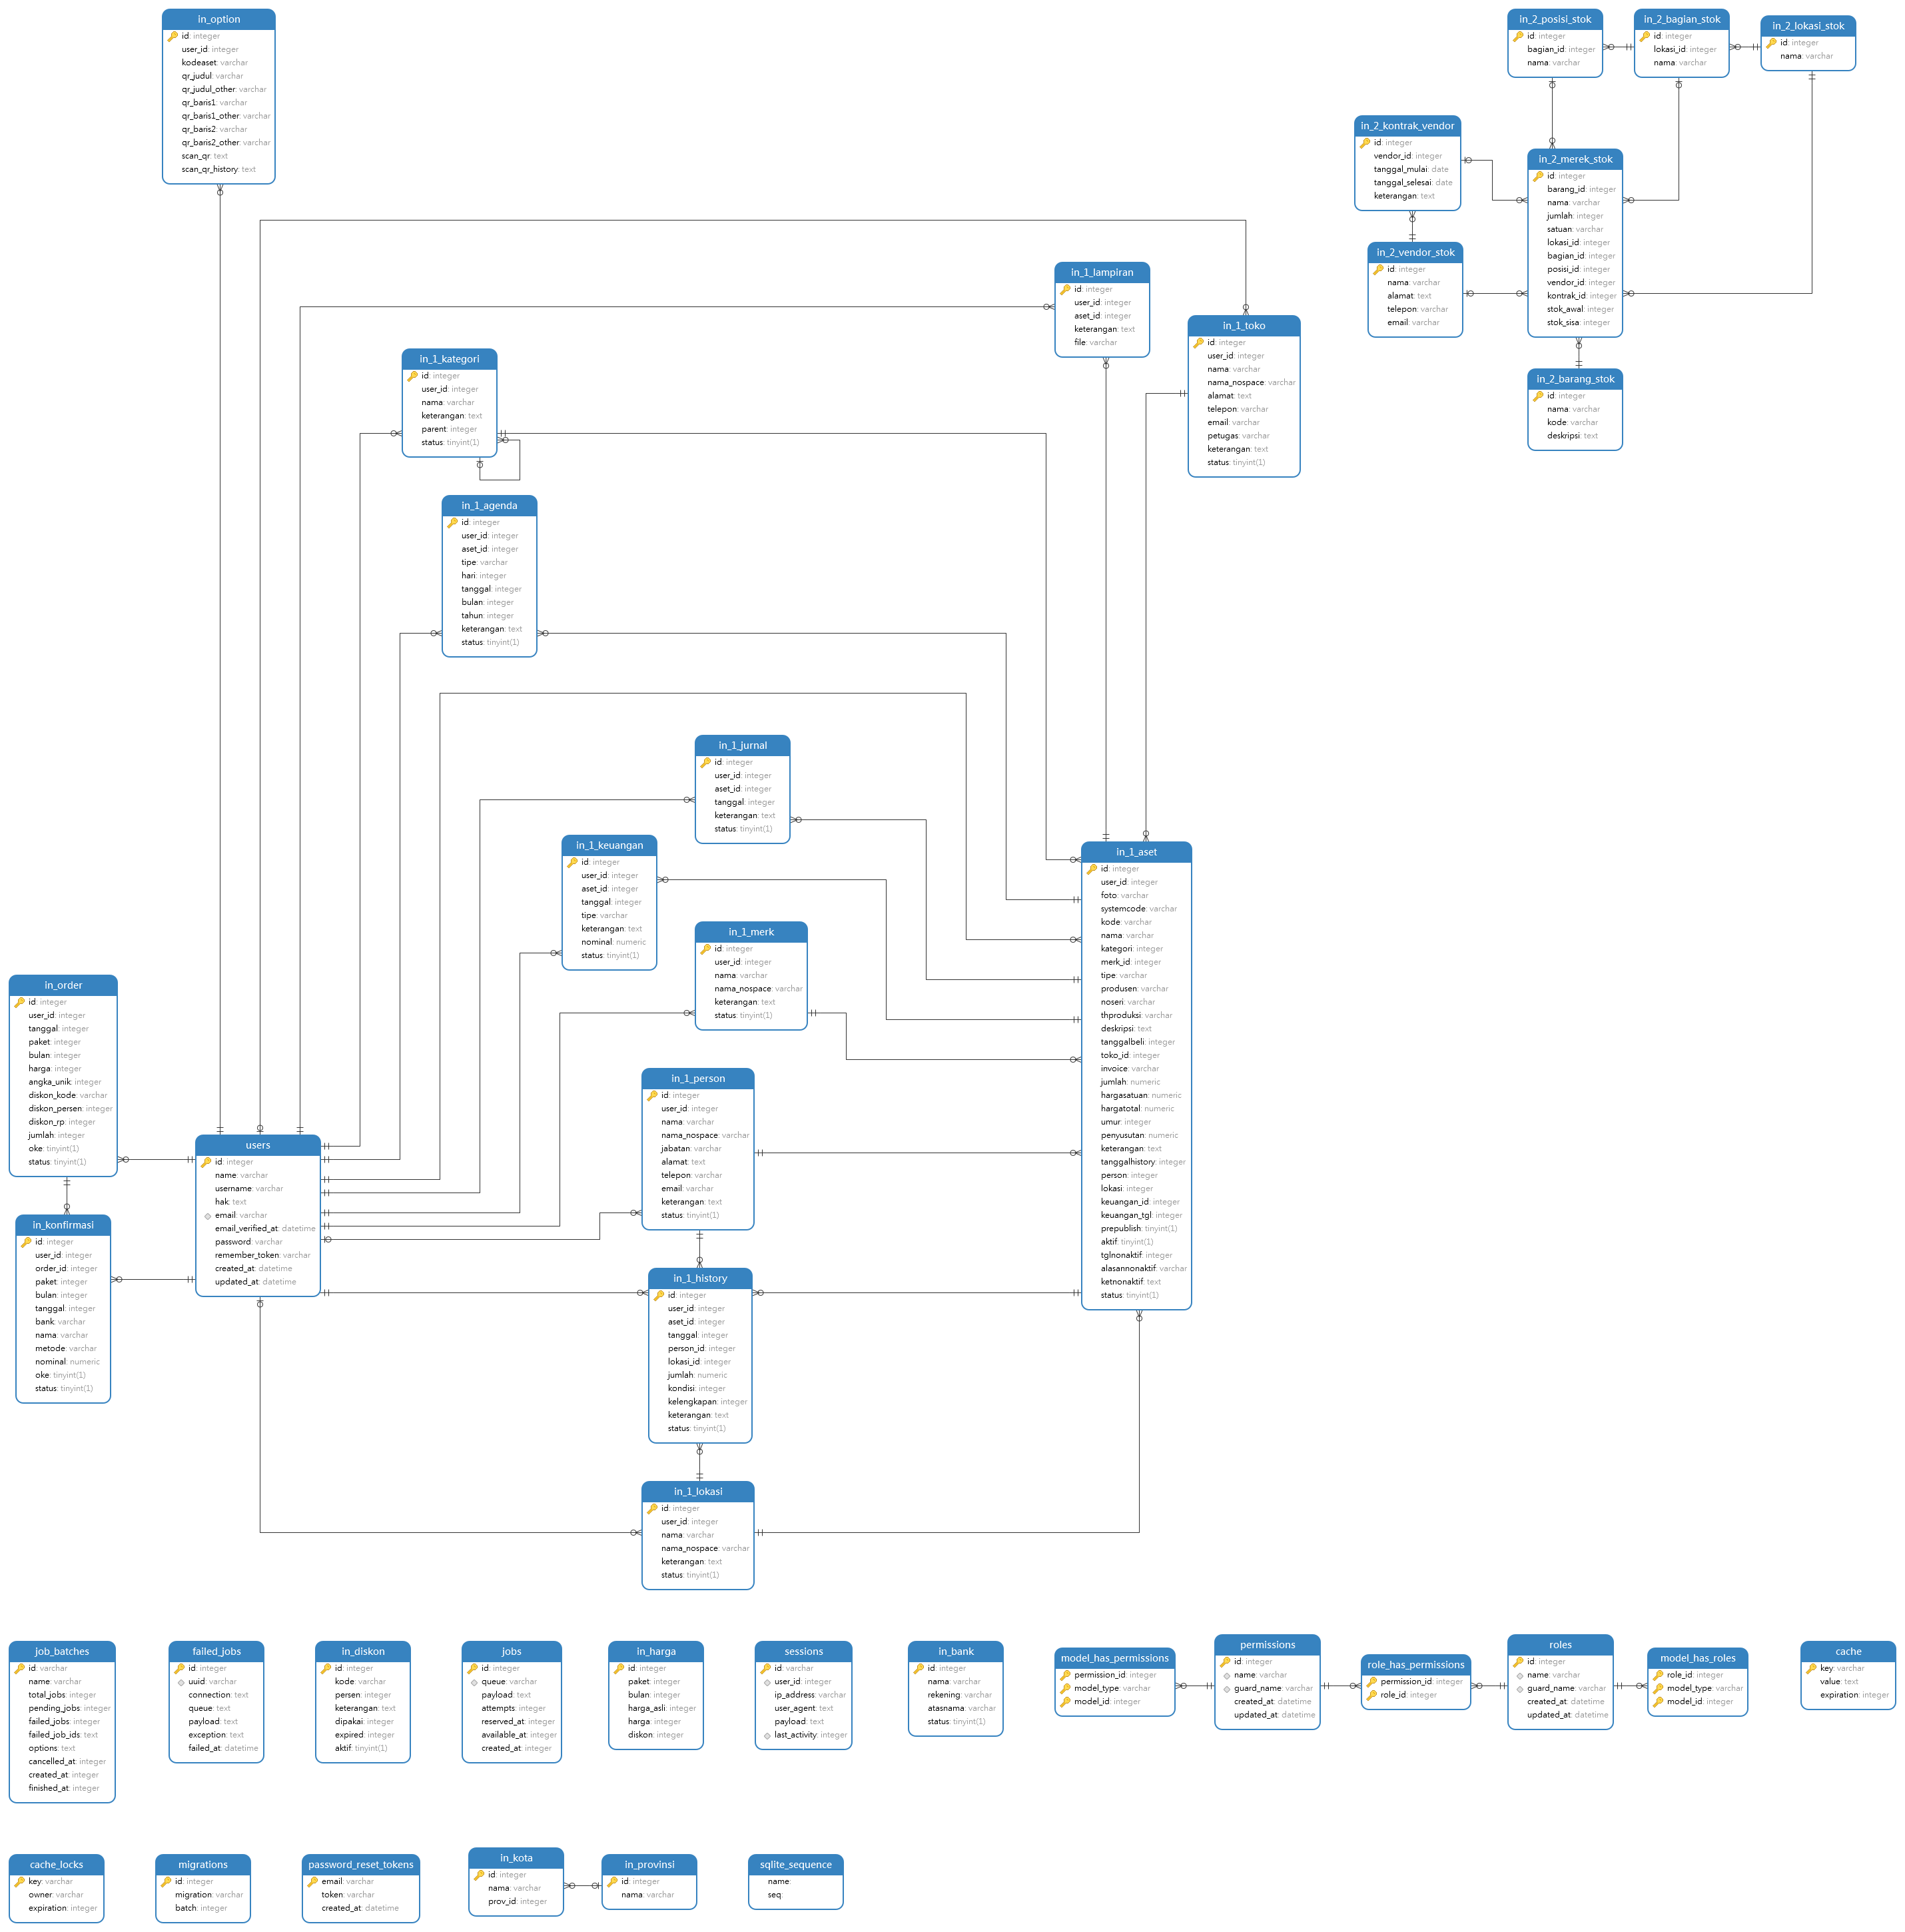 in_option
id: integer
user_id: integer
kodeaset: varchar
qr_judul: varchar
qr_judul_other: varchar
qr_baris1: varchar
qr_baris1_other: varchar
qr_baris2: varchar
qr_baris2_other: varchar
scan_qr: text
scan_qr_history: text
in_2_posisi_stok
id: integer
bagian_id: integer
nama: varchar
in_2_bagian_stok
id: integer
lokasi_id: integer
nama: varchar
in_2_lokasi_stok
id: integer
nama: varchar
in_2_kontrak_vendor
id: integer
vendor_id: integer
tanggal_mulai: date
tanggal_selesai: date
keterangan: text
in_2_merek_stok
id: integer
barang_id: integer
nama: varchar
jumlah: integer
satuan: varchar
lokasi_id: integer
bagian_id: integer
posisi_id: integer
vendor_id: integer
kontrak_id: integer
stok_awal: integer
stok_sisa: integer
in_2_vendor_stok
id: integer
nama: varchar
alamat: text
telepon: varchar
email: varchar
in_2_barang_stok
id: integer
nama: varchar
kode: varchar
deskripsi: text
in_1_lampiran
id: integer
user_id: integer
aset_id: integer
keterangan: text
file: varchar
in_1_toko
id: integer
user_id: integer
nama: varchar
nama_nospace: varchar
alamat: text
telepon: varchar
email: varchar
petugas: varchar
keterangan: text
status: tinyint(1)
in_1_kategori
id: integer
user_id: integer
nama: varchar
keterangan: text
parent: integer
status: tinyint(1)
in_1_agenda
id: integer
user_id: integer
aset_id: integer
tipe: varchar
hari: integer
tanggal: integer
bulan: integer
tahun: integer
keterangan: text
status: tinyint(1)
in_1_jurnal
id: integer
user_id: integer
aset_id: integer
tanggal: integer
keterangan: text
status: tinyint(1)
in_1_keuangan
id: integer
user_id: integer
aset_id: integer
tanggal: integer
tipe: varchar
keterangan: text
nominal: numeric
status: tinyint(1)
in_1_merk
id: integer
user_id: integer
nama: varchar
nama_nospace: varchar
keterangan: text
status: tinyint(1)
in_1_aset
id: integer
user_id: integer
foto: varchar
systemcode: varchar
kode: varchar
nama: varchar
kategori: integer
merk_id: integer
tipe: varchar
produsen: varchar
noseri: varchar
thproduksi: varchar
deskripsi: text
tanggalbeli: integer
toko_id: integer
invoice: varchar
jumlah: numeric
hargasatuan: numeric
hargatotal: numeric
umur: integer
penyusutan: numeric
keterangan: text
tanggalhistory: integer
person: integer
lokasi: integer
keuangan_id: integer
keuangan_tgl: integer
prepublish: tinyint(1)
aktif: tinyint(1)
tglnonaktif: integer
alasannonaktif: varchar
ketnonaktif: text
status: tinyint(1)
in_order
id: integer
user_id: integer
tanggal: integer
paket: integer
bulan: integer
harga: integer
angka_unik: integer
diskon_kode: varchar
diskon_persen: integer
diskon_rp: integer
jumlah: integer
oke: tinyint(1)
status: tinyint(1)
in_1_person
id: integer
user_id: integer
nama: varchar
nama_nospace: varchar
jabatan: varchar
alamat: text
telepon: varchar
email: varchar
keterangan: text
status: tinyint(1)
users
id: integer
name: varchar
username: varchar
hak: text
email: varchar
email_verified_at: datetime
password: varchar
remember_token: varchar
created_at: datetime
updated_at: datetime
in_konfirmasi
id: integer
user_id: integer
order_id: integer
paket: integer
bulan: integer
tanggal: integer
bank: varchar
nama: varchar
metode: varchar
nominal: numeric
oke: tinyint(1)
status: tinyint(1)
in_1_history
id: integer
user_id: integer
aset_id: integer
tanggal: integer
person_id: integer
lokasi_id: integer
jumlah: numeric
kondisi: integer
kelengkapan: integer
keterangan: text
status: tinyint(1)
in_1_lokasi
id: integer
user_id: integer
nama: varchar
nama_nospace: varchar
keterangan: text
status: tinyint(1)
job_batches
id: varchar
name: varchar
total_jobs: integer
pending_jobs: integer
failed_jobs: integer
failed_job_ids: text
options: text
cancelled_at: integer
created_at: integer
finished_at: integer
failed_jobs
id: integer
uuid: varchar
connection: text
queue: text
payload: text
exception: text
failed_at: datetime
in_diskon
id: integer
kode: varchar
persen: integer
keterangan: text
dipakai: integer
expired: integer
aktif: tinyint(1)
jobs
id: integer
queue: varchar
payload: text
attempts: integer
reserved_at: integer
available_at: integer
created_at: integer
in_harga
id: integer
paket: integer
bulan: integer
harga_asli: integer
harga: integer
diskon: integer
sessions
id: varchar
user_id: integer
ip_address: varchar
user_agent: text
payload: text
last_activity: integer
in_bank
id: integer
nama: varchar
rekening: varchar
atasnama: varchar
status: tinyint(1)
model_has_permissions
permission_id: integer
model_type: varchar
model_id: integer
permissions
id: integer
name: varchar
guard_name: varchar
created_at: datetime
updated_at: datetime
role_has_permissions
permission_id: integer
role_id: integer
roles
id: integer
name: varchar
guard_name: varchar
created_at: datetime
updated_at: datetime
model_has_roles
role_id: integer
model_type: varchar
model_id: integer
cache
key: varchar
value: text
expiration: integer
cache_locks
key: varchar
owner: varchar
expiration: integer
migrations
id: integer
migration: varchar
batch: integer
password_reset_tokens
email: varchar
token: varchar
created_at: datetime
in_kota
id: integer
nama: varchar
prov_id: integer
in_provinsi
id: integer
nama: varchar
sqlite_sequence
name:
seq: